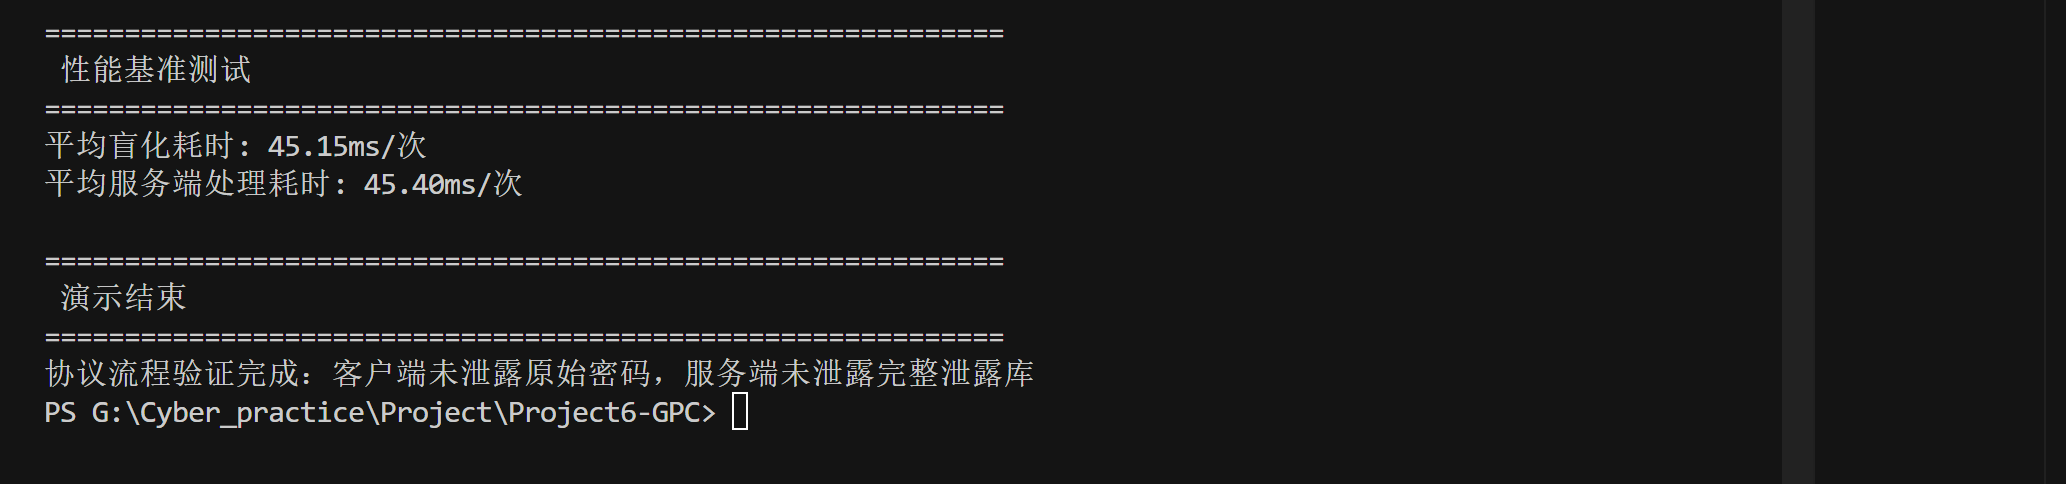 ============================================================
性能基准测试
============================================================
平均盲化耗时: 45.15ms/次
平均服务端处理耗时: 45.40ms/次
============================================================
演示结束
============================================================
协议流程验证完成：客户端未泄露原始密码，服务端未泄露完整泄露库
PS G:\Cyber_practice\Project\Project6-GPC>